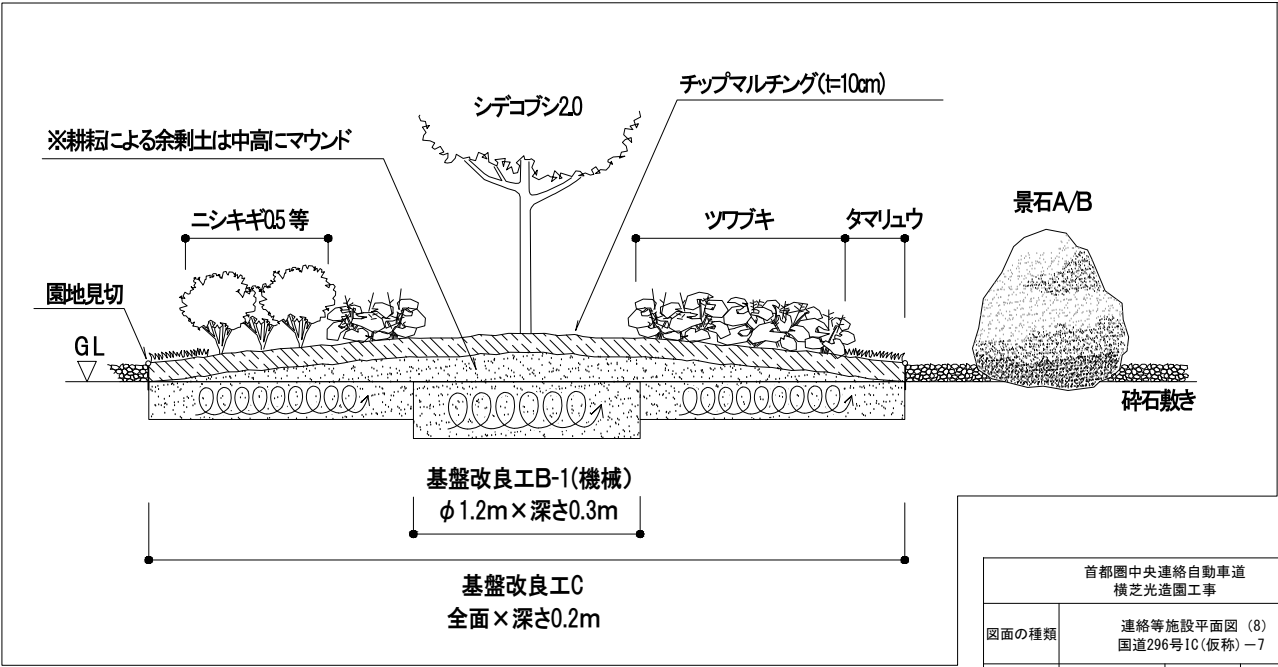 チップマルチング(t=10cm)
シデコブシ2.0
※耕耘による余剰土は中高にマウンド
景石A/B
ニシキギ0.5 等
ツワブキ
タマリュウ
園地見切
GL
砕石敷き
基盤改良工B-1(機械)
φ1.2m×深さ0.3m
基盤改良工C
全面×深さ0.2m
首都圏中央連絡自動車道
横芝光造園工事
図面の種類
連絡等施設平面図 (8)
国道296号IC(仮称)－7